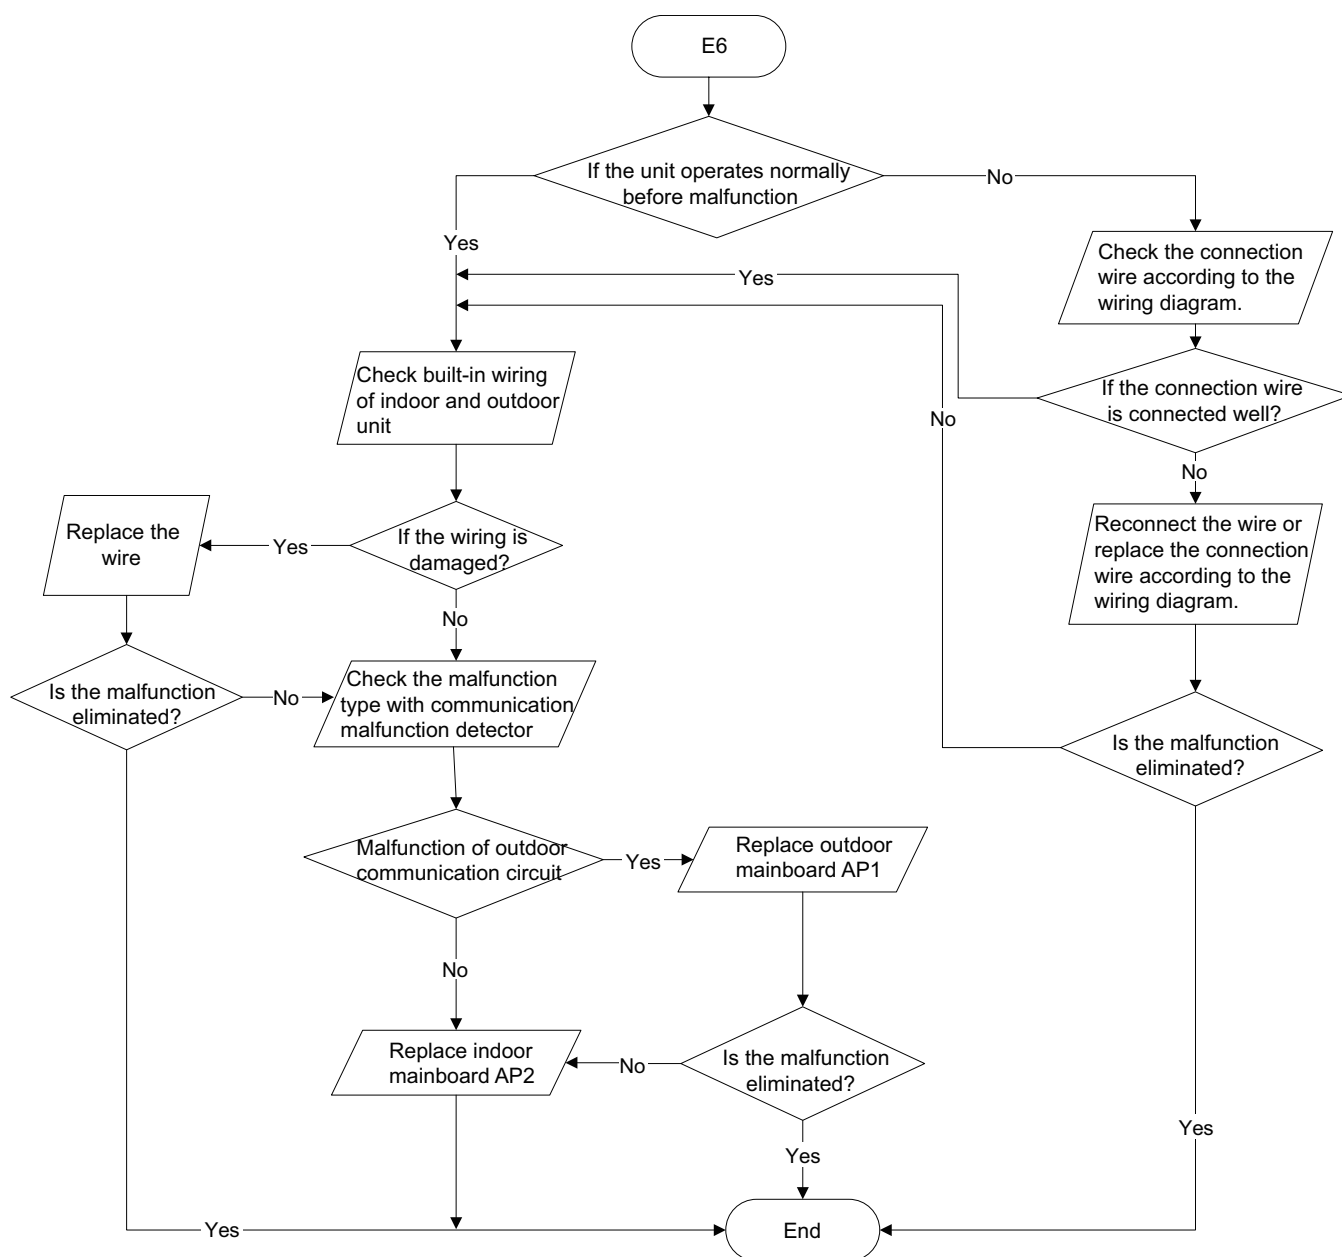 E6
If the unit operates normally
before malfunction
No
Yes
Check the connection
wire according to the
wiring diagram.
Yes
Check built-in wiring
of indoor and outdoor
unit
If the connection wire
is connected well?
No
No
Replace the
wire
Yes
If the wiring is
damaged?
Reconnect the wire or
replace the connection
wire according to the
wiring diagram.
No
Is the malfunction
eliminated?
No
Check the malfunction
type with communication
malfunction detector
Is the malfunction
eliminated?
Malfunction of outdoor
communication circuit
Yes
Replace outdoor
mainboard AP1
No
Replace indoor
mainboard AP2
No
Is the malfunction
eliminated?
Yes
Yes
Yes
End